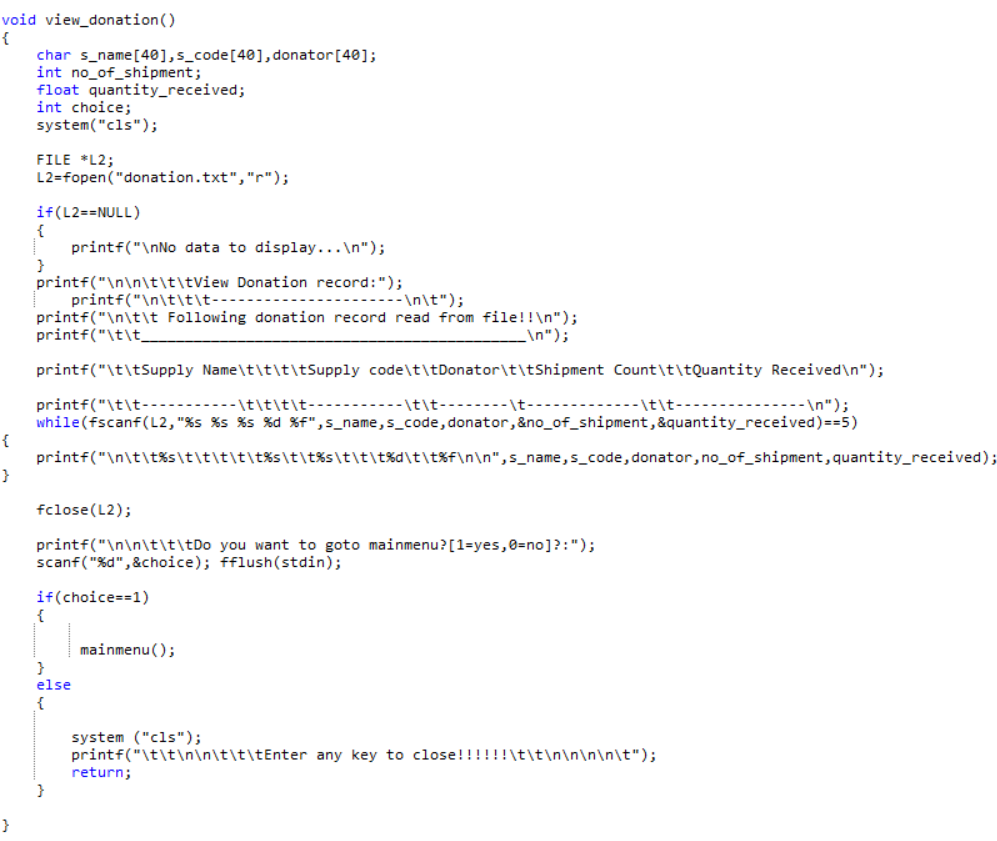 void view_donation()
{
    char s_name[40],s_code[40],donator[40];
    int no_of_shipment;
    float quantity_received;
    int choice;
    system("cls");

    FILE *L2;
    L2=fopen("donation.txt","r");

    if(L2==NULL)
    {
        printf("\nNo data to display...\n");
    }
    printf("\n\n\t\t\tView Donation record:");
        printf("\n\t\t\t----------------------\n\t");
    printf("\n\t\t Following donation record read from file!!\n");
    printf("\t\t____________________________________________\n");

    printf("\t\tSupply Name\t\t\t\tSupply code\t\tDonator\t\tShipment Count\t\tQuantity Received\n");

    printf("\t\t-----------\t\t\t\t-----------\t\t--------\t-------------\t\t---------------\n");
    while(fscanf(L2,"%s %s %s %d %f",s_name,s_code,donator,&no_of_shipment,&quantity_received)==5)
{
    printf("\n\t\t%s\t\t\t\t\t%s\t\t%s\t\t\t%d\t\t%f\n\n",s_name,s_code,donator,no_of_shipment,quantity_received);
}

    fclose(L2);

    printf("\n\n\t\t\tDo you want to goto mainmenu?[1=yes,0=no]?:");
    scanf("%d",&choice); fflush(stdin);

    if(choice==1)
    {

         mainmenu();
    }
    else
    {

        system ("cls");
        printf("\t\t\n\n\t\t\tEnter any key to close!!!!!!\t\t\n\n\n\n\t");
        return;
    }

}